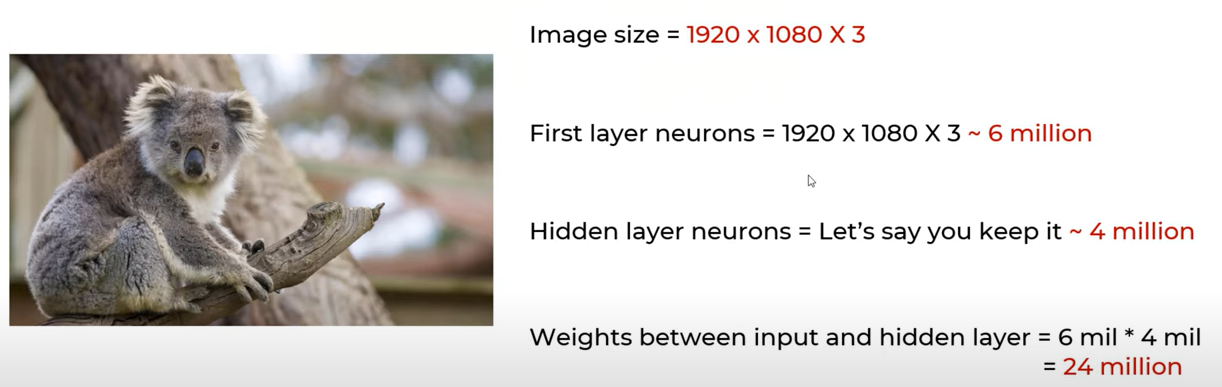 Image size = 1920 x 1080 X 3
First layer neurons = 1920 x 1080 X 3 ~ 6 million
Hidden layer neurons = Let’s say you keep it ~ 4 million
Weights between input and hidden layer = 6 mil * 4 mil
= 24 million